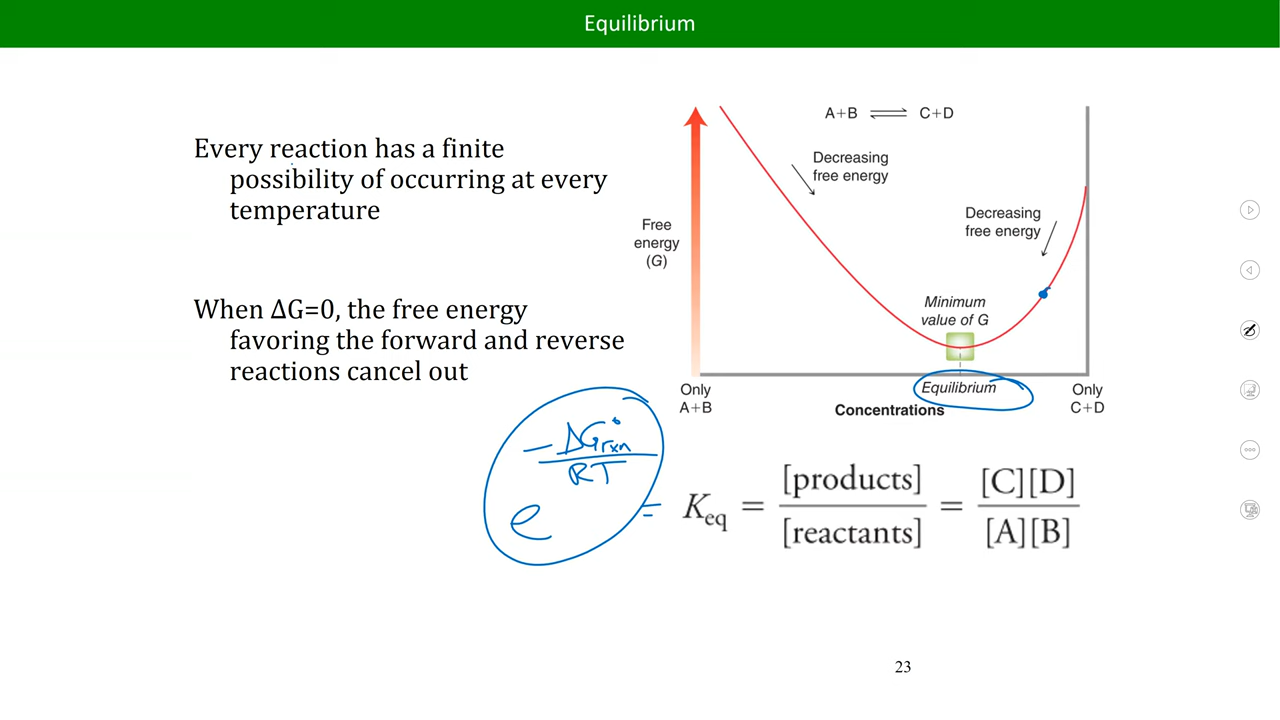 Equilibrium
Every reaction has a finite
possibility of occurring at every
temperature
When ΔG=0, the free energy
favoring the forward and reverse
reactions cancel out
A+B ⇌ C+D
Decreasing
free energy
Decreasing
free energy
Free
energy
(G)
Minimum
value of G
Only
A+B
Equilibrium
Only
C+D
Concentrations
e^(-ΔG°rxn/RT) = Keq = [products]/[reactants] = [C][D]/[A][B]
23